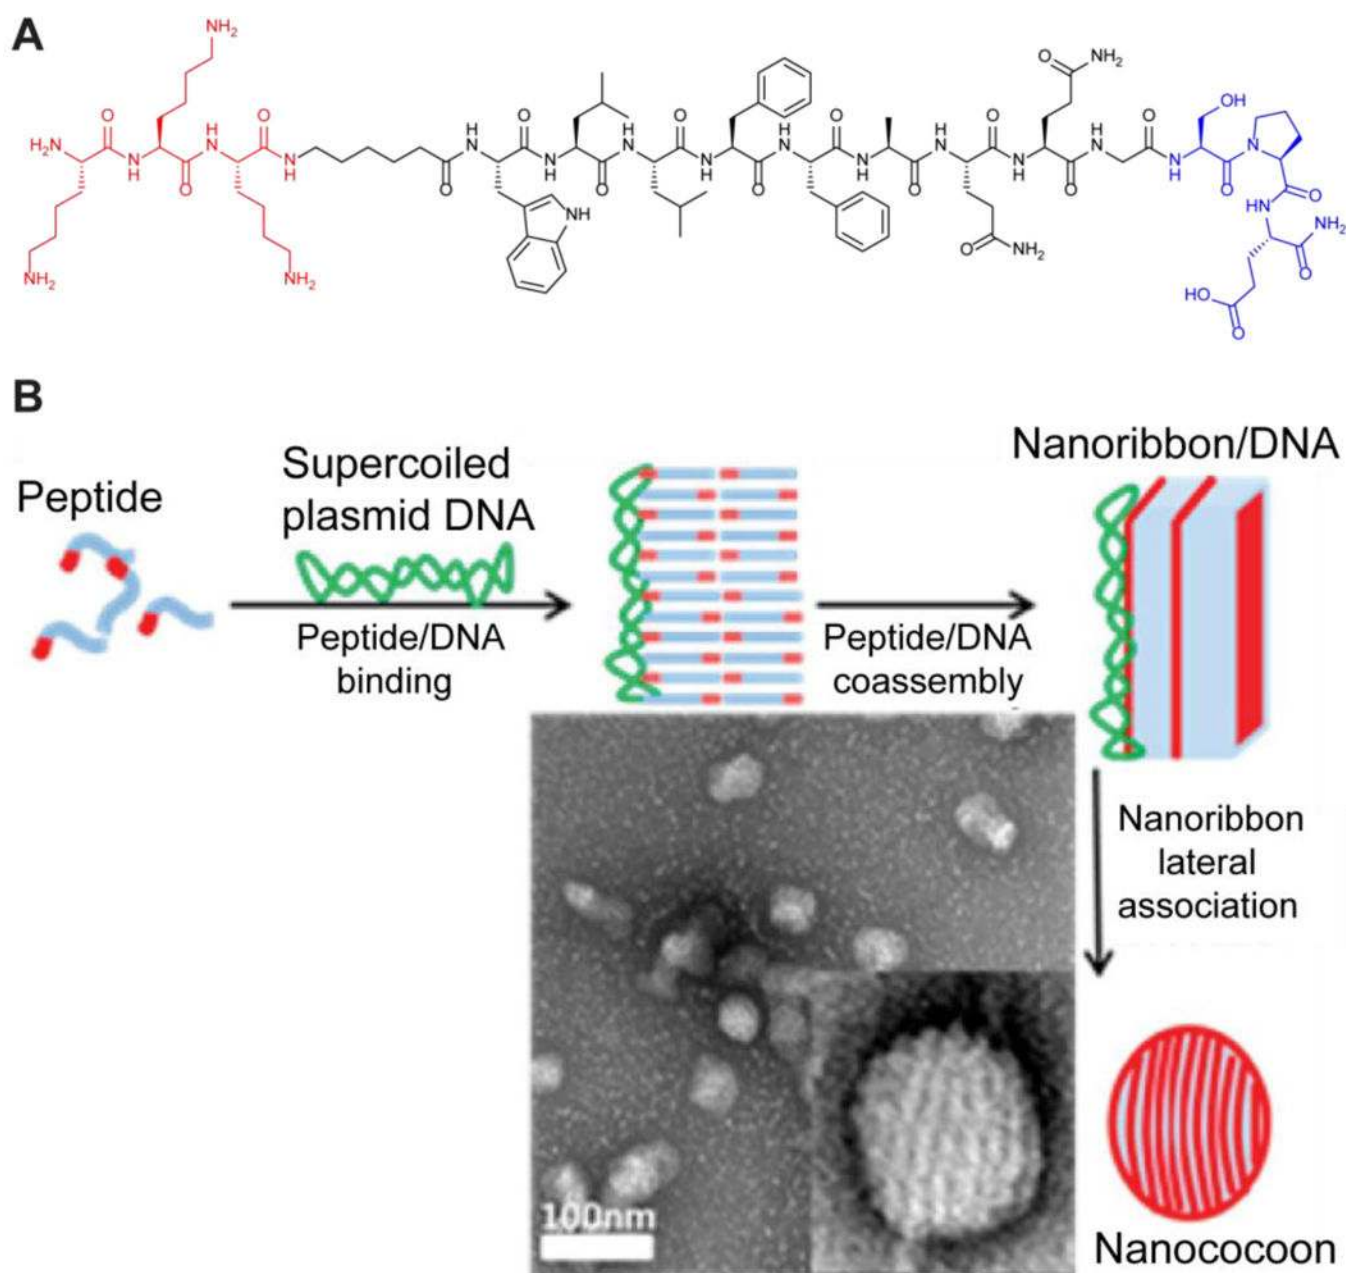 A
NH2
O
H
N
O
H
N
O
H2N
N
H
O
N
H
NH2
NH2
H
N
O
N
H
O
H
N
O
N
H
O
H
N
O
N
H
O
H
N
O
N
H
O
H
N
O
N
H
O
N
OH
NH
O
NH2
O
NH2
O
HN
O
NH2
O
HO
O
B
Peptide
Supercoiled
plasmid DNA
Peptide/DNA
binding
Peptide/DNA
coassembly
Nanoribbon/DNA
Nanoribbon
lateral
association
100nm
Nanococoon